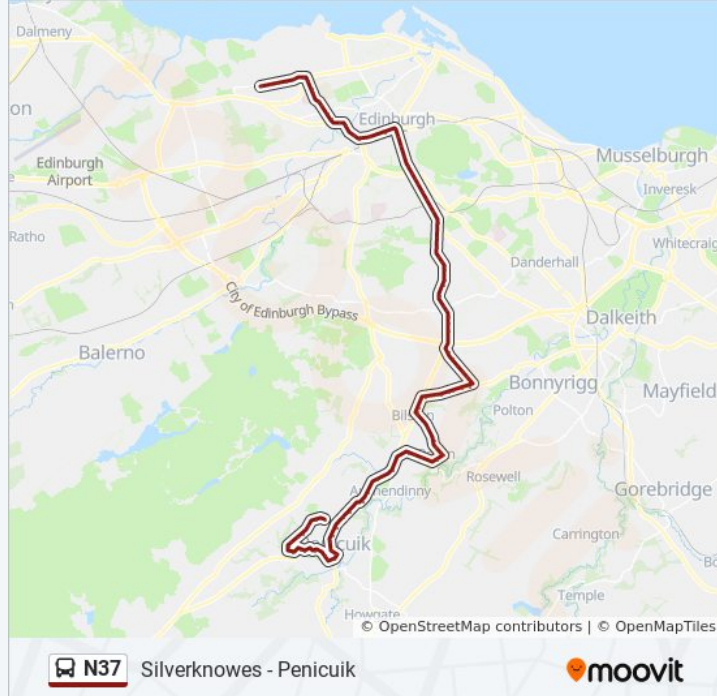 Dalmeny
on
Edinburgh
Edinburgh
Airport
Musselburgh
Inveresk
Ratho
Whitecraig
Danderhall
City of Edinburgh Bypass
Dalkeith
Balerno
Bonnyrigg
Mayfield
Polton
Rosewell
Gorebridge
Carrington
Temple
Howgate
© OpenStreetMap contributors | © OpenMapTiles
N37 Silverknowes - Penicuik
moovit